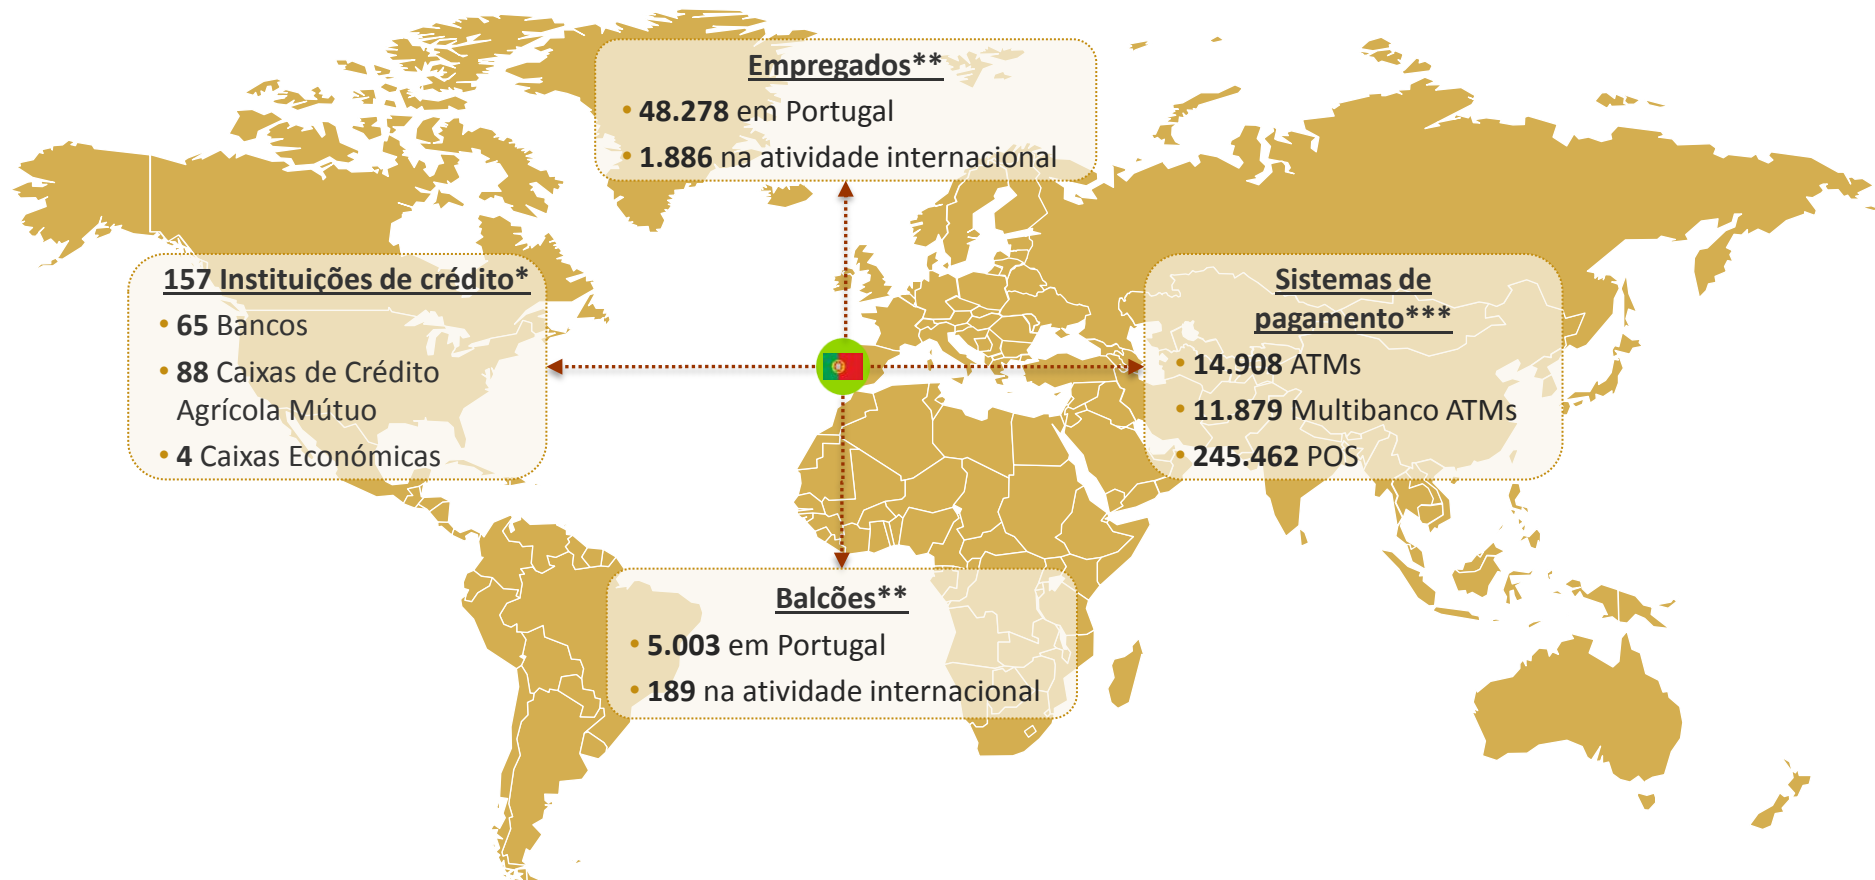 Empregados**
• 48.278 em Portugal
• 1.886 na atividade internacional
157 Instituições de crédito*
• 65 Bancos
• 88 Caixas de Crédito
Agrícola Mútuo
• 4 Caixas Económicas
Sistemas de
pagamento***
• 14.908 ATMs
• 11.879 Multibanco ATMs
• 245.462 POS
Balcões**
• 5.003 em Portugal
• 189 na atividade internacional